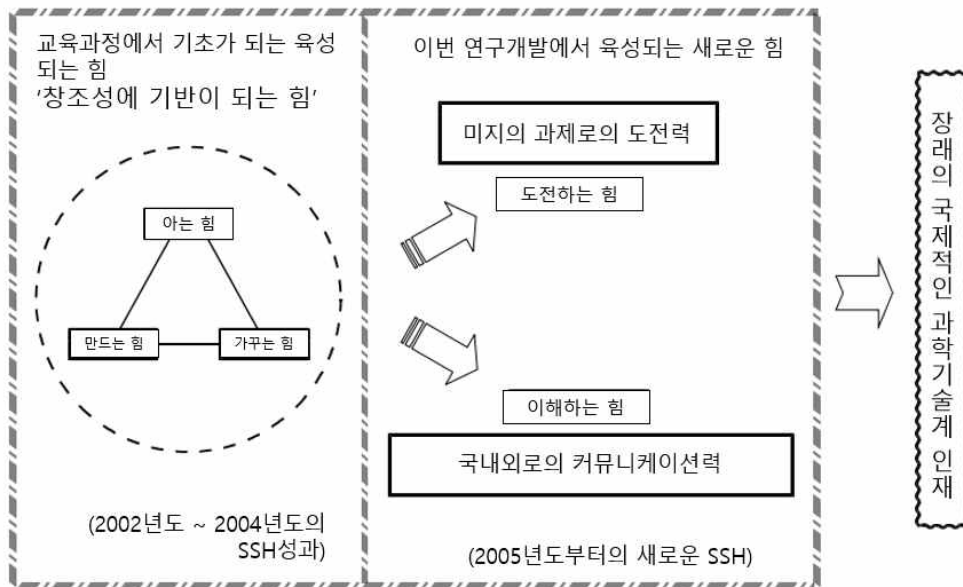 교육과정에서 기초가 되는 육성
되는 힘
'창조성에 기반이 되는 힘'
아는 힘
만드는 힘
가꾸는 힘
(2002년도 ~ 2004년도의
SSH성과)
이번 연구개발에서 육성되는 새로운 힘
미지의 과제로의 도전력
도전하는 힘
이해하는 힘
국내외로의 커뮤니케이션력
(2005년도부터의 새로운 SSH)
장래의 국제적인 과학기술계 인재